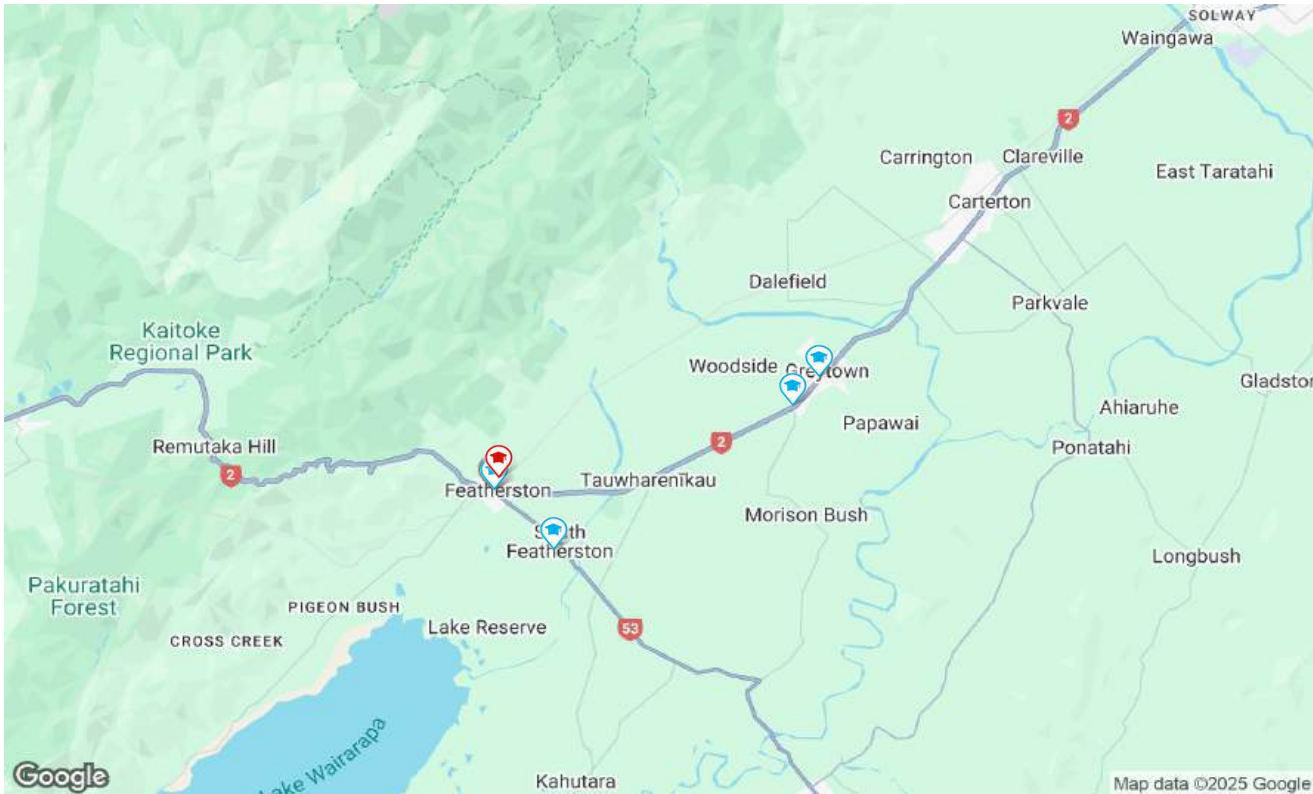 SOLWAY
Waingawa
2
Carrington
Clareville
East Taratahi
Carterton
Dalefield
Parkvale
Kaitoke
Regional Park
Woodside
Greytown
Gladston
Ahiaruhe
Papawai
Remutaka Hill
2
2
Ponatahi
Tauwharenīkau
Featherston
Morison Bush
South
Featherston
Longbush
Pakuratahi
Forest
PIGEON BUSH
CROSS CREEK
Lake Reserve
53
Lake Wairarapa
Kahutara
Google
Map data ©2025 Google